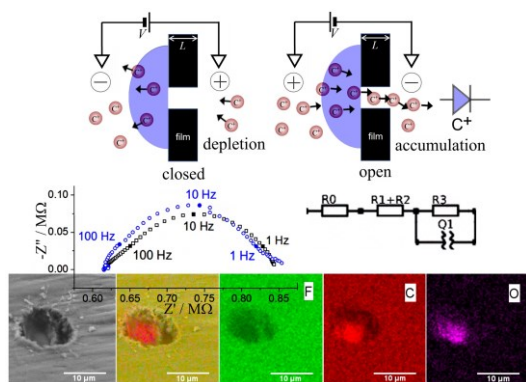 V
L
V
L
−
+
+
−
C⁺
film
depletion
film
accumulation
closed
open
-Z'' / MΩ
0.10
0.05
0.00
10 Hz
100 Hz
10 Hz
100 Hz
1 Hz
1 Hz
0.60
0.65
0.70
0.75
0.80
0.85
Z' / MΩ
R0
R1+R2
R3
Q1
F
C
O
10 µm
10 µm
10 µm
10 µm
10 µm